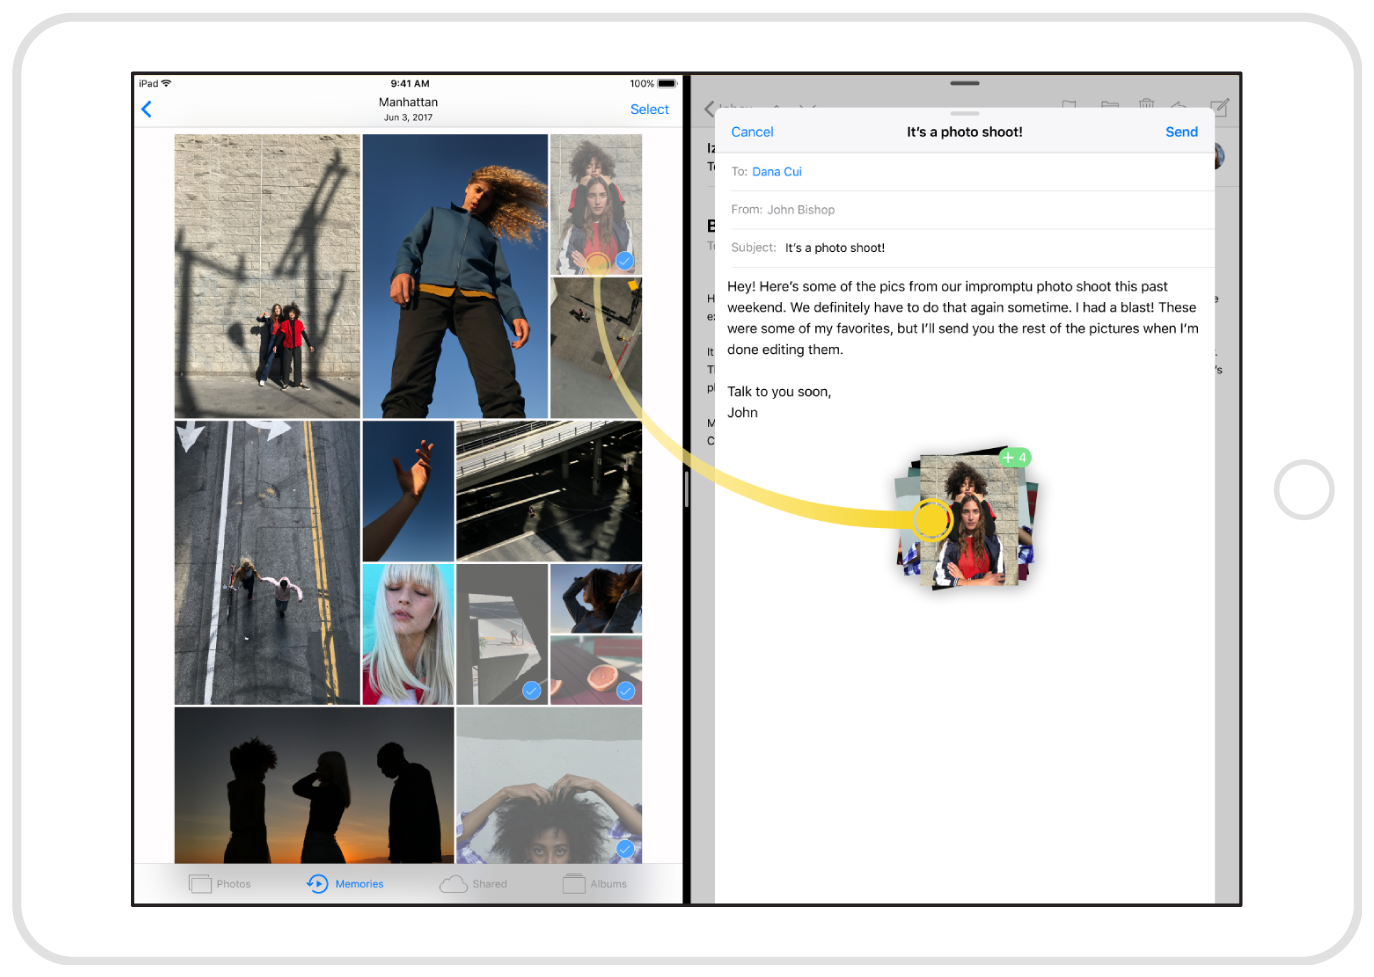 iPad
9:41 AM
100%
Manhattan
Jun 3, 2017
Select
Photos
Memories
Shared
Albums
Cancel
It's a photo shoot!
Send
To: Dana Cui
From: John Bishop
Subject: It's a photo shoot!
Hey! Here's some of the pics from our impromptu photo shoot this past
weekend. We definitely have to do that again sometime. I had a blast! These
were some of my favorites, but I'll send you the rest of the pictures when I'm
done editing them.
Talk to you soon,
John
+ 4